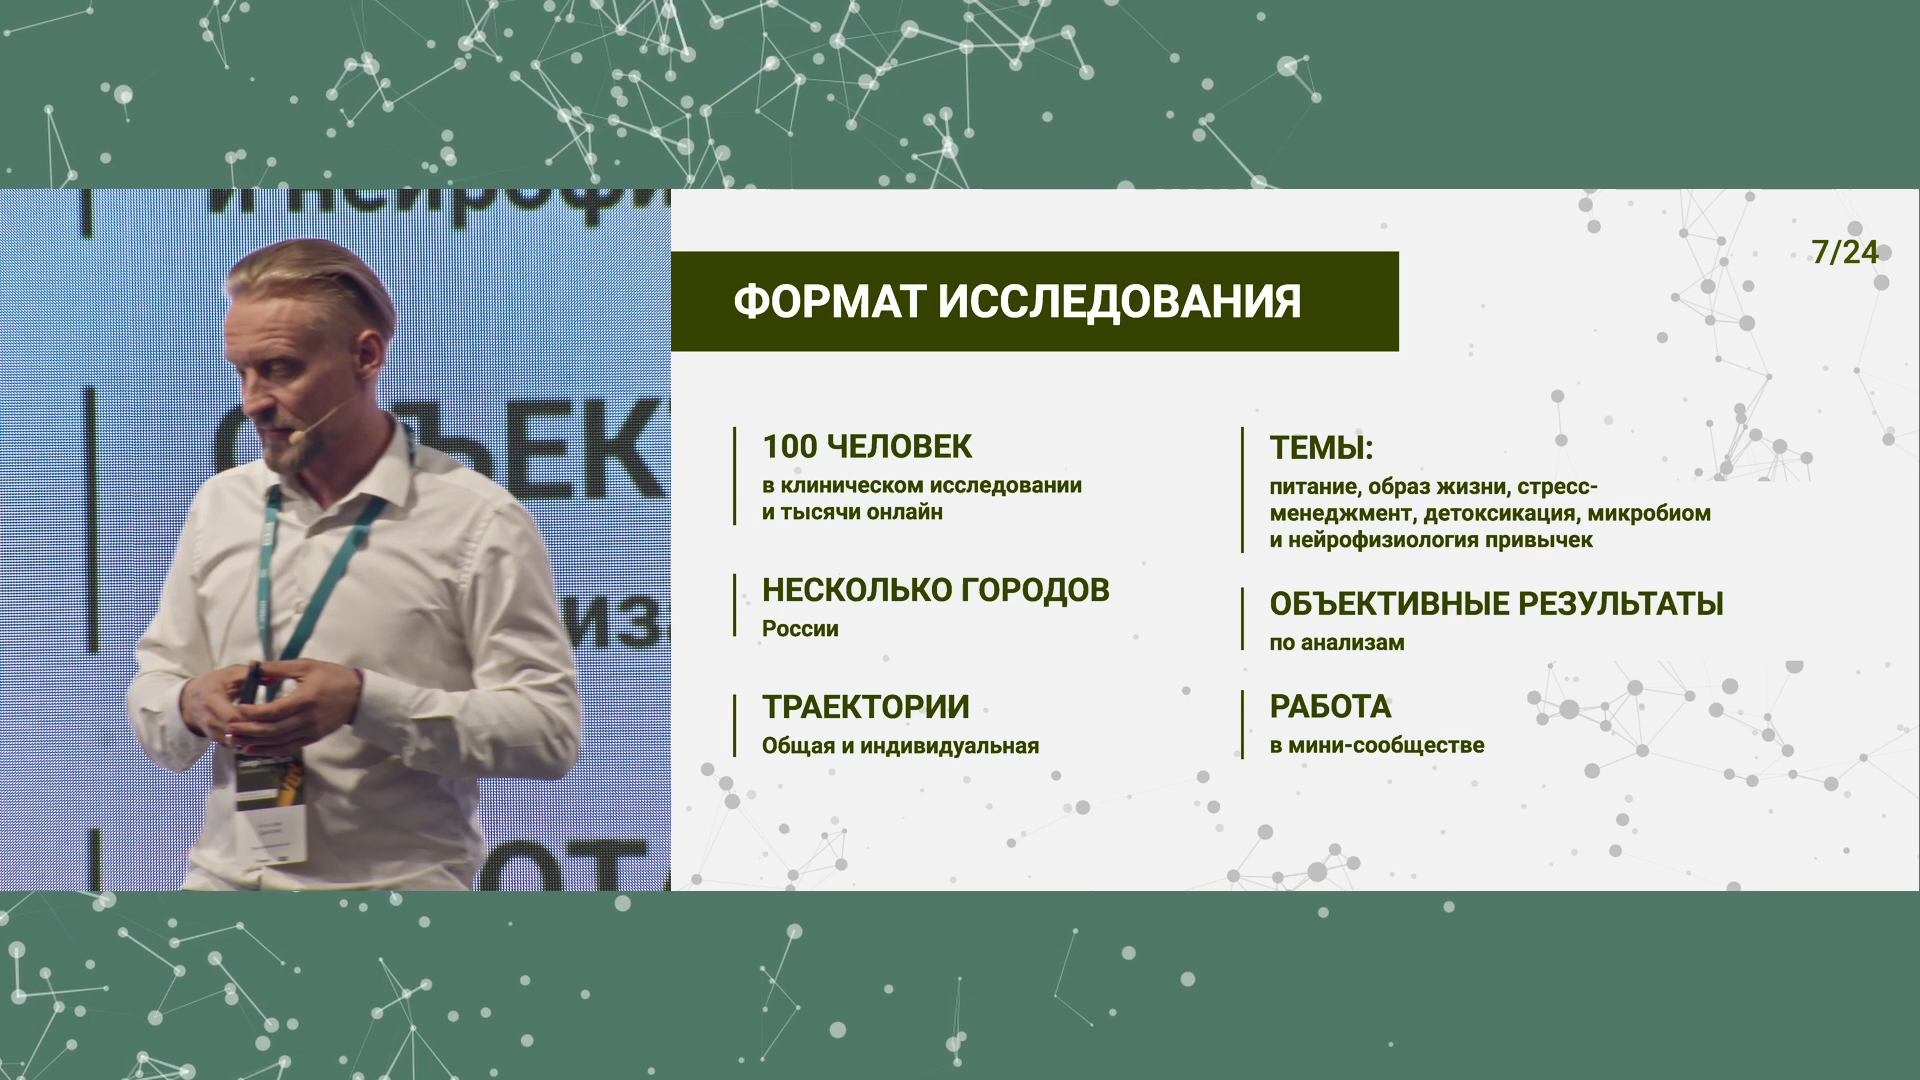 7/24
ФОРМАТ ИССЛЕДОВАНИЯ
100 ЧЕЛОВЕК
в клиническом исследовании
и тысячи онлайн
НЕСКОЛЬКО ГОРОДОВ
России
ТРАЕКТОРИИ
Общая и индивидуальная
ТЕМЫ:
питание, образ жизни, стресс-
менеджмент, детоксикация, микробиом
и нейрофизиология привычек
ОБЪЕКТИВНЫЕ РЕЗУЛЬТАТЫ
по анализам
РАБОТА
в мини-сообществе